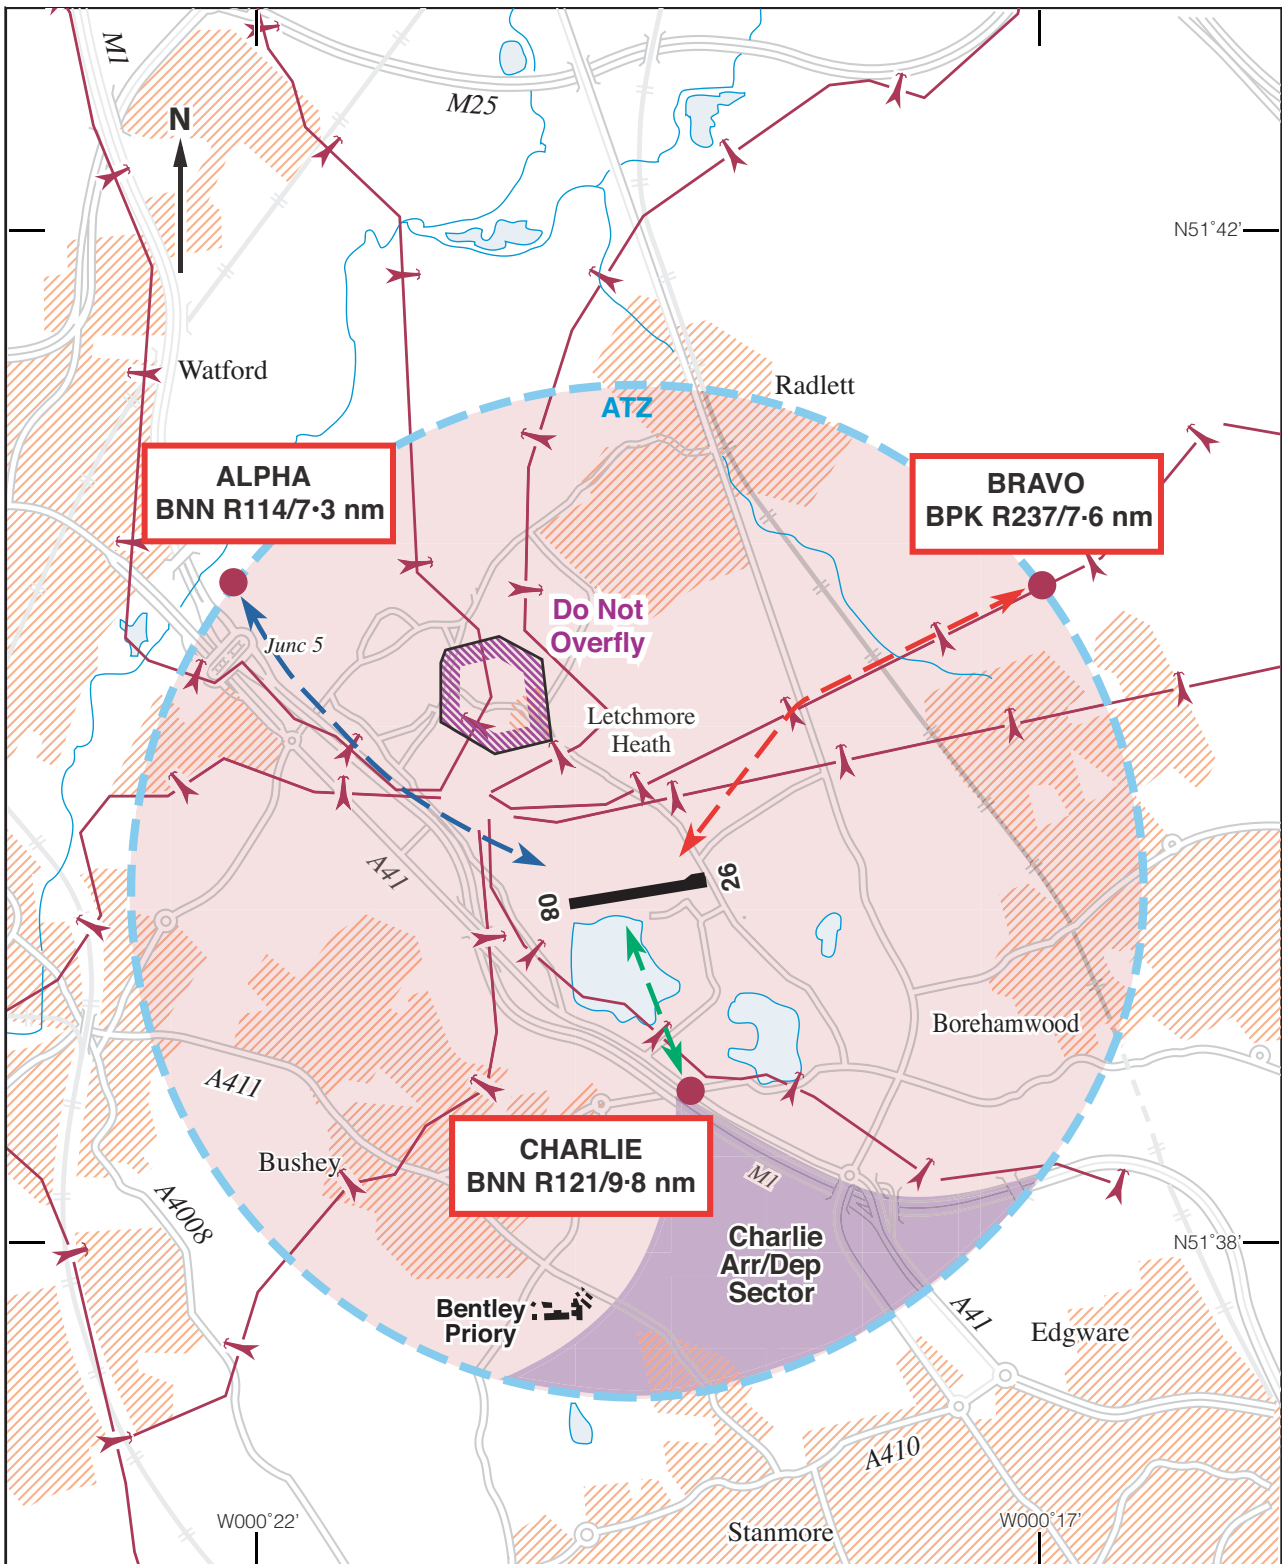 M1
M25
N
N51°42'
Watford
Radlett
ATZ
ALPHA
BNN R114/7·3 nm
BRAVO
BPK R237/7·6 nm
Do Not
Overfly
Junc 5
Letchmore
Heath
A41
08
26
Borehamwood
A411
CHARLIE
BNN R121/9·8 nm
Bushey
M1
A4008
Charlie
Arr/Dep
Sector
N51°38'
Bentley
Priory
A41
Edgware
A410
W000°22'
W000°17'
Stanmore